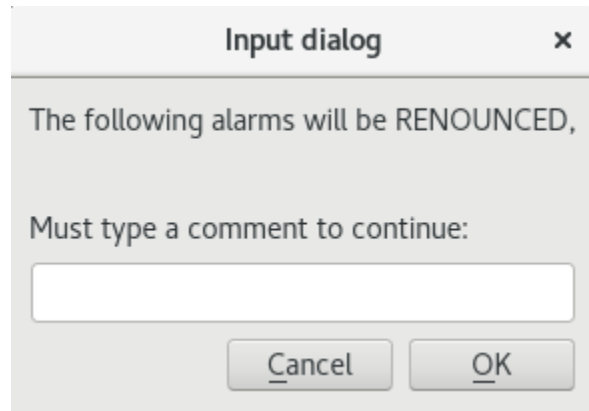 Input dialog ×
The following alarms will be RENOUNCED,
Must type a comment to continue:
Cancel OK